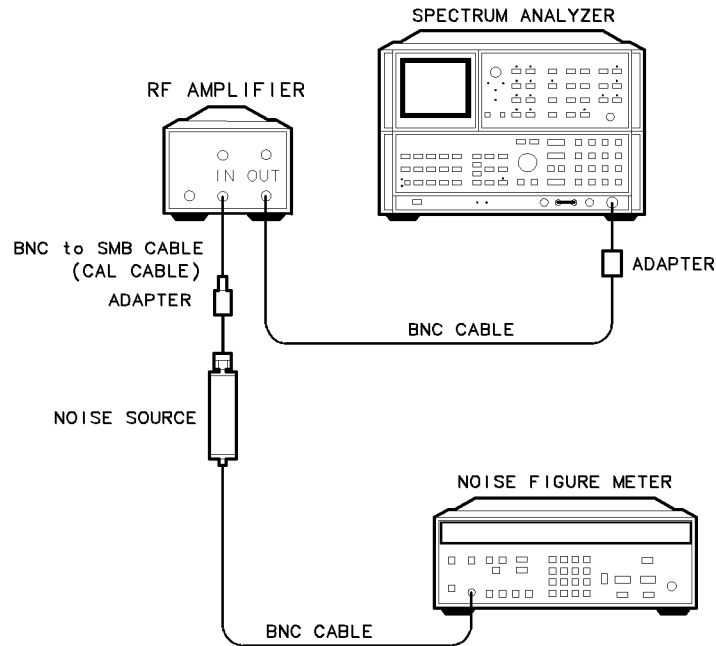 SPECTRUM ANALYZER
RF AMPLIFIER
IN OUT
BNC to SMB CABLE
(CAL CABLE)
ADAPTER
ADAPTER
BNC CABLE
NOISE SOURCE
NOISE FIGURE METER
BNC CABLE